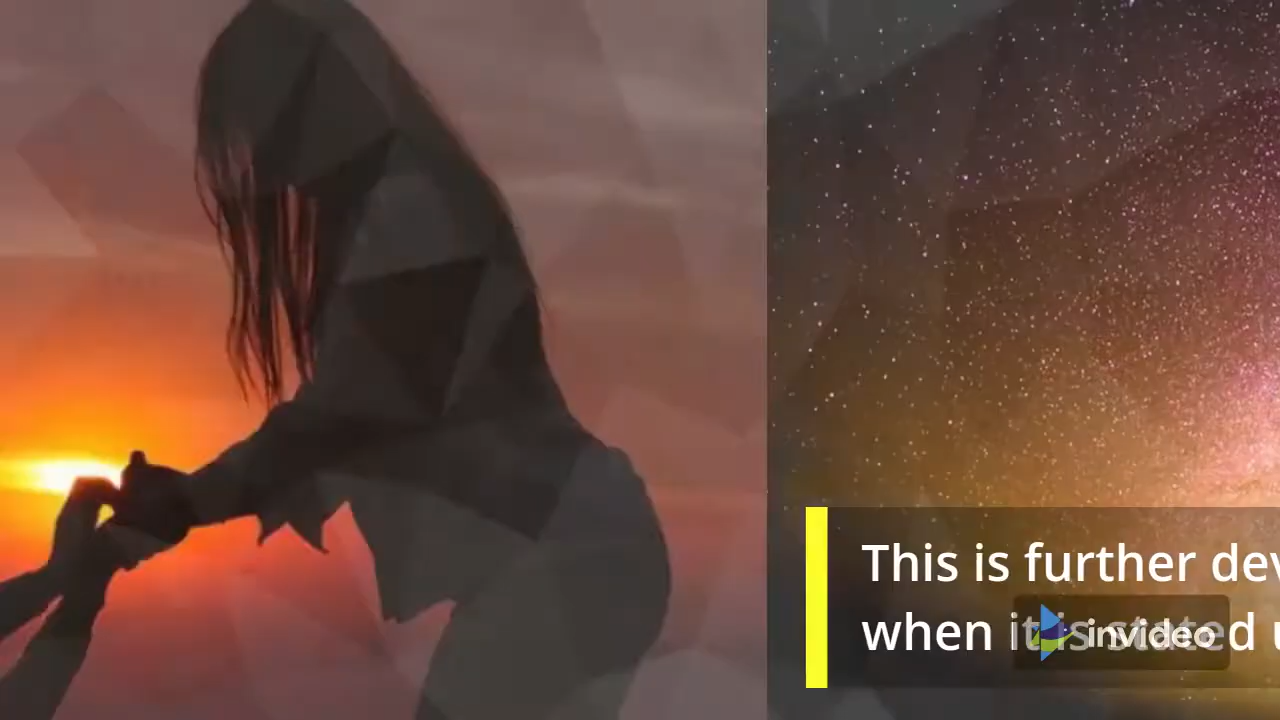 This is further dev
when it is stated u
invideo